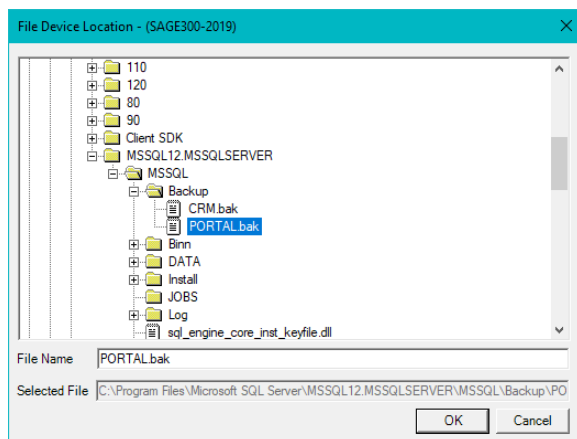 File Device Location - (SAGE300-2019)
110
120
80
90
Client SDK
MSSQL12.MSSQLSERVER
MSSQL
Backup
CRM.bak
PORTAL.bak
Binn
DATA
Install
JOBS
Log
sql_engine_core_inst_keyfile.dll
File Name PORTAL.bak
Selected File C:\Program Files\Microsoft SQL Server\MSSQL12.MSSQLSERVER\MSSQL\Backup\PO
OK Cancel